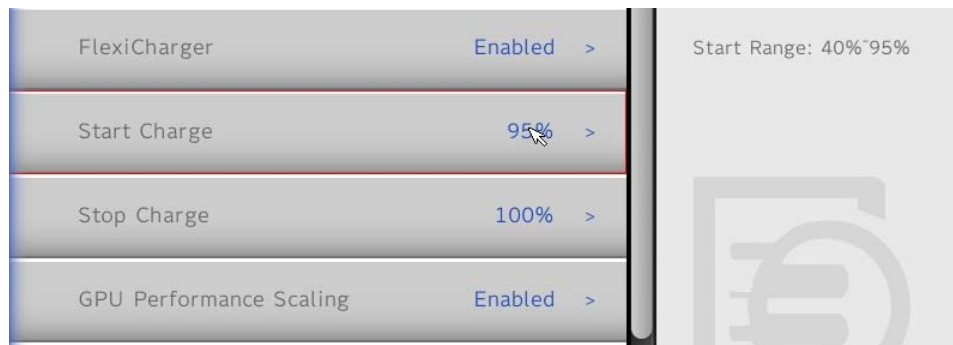 FlexiCharger Enabled >
Start Charge 95% >
Stop Charge 100% >
GPU Performance Scaling Enabled >
Start Range: 40%~95%